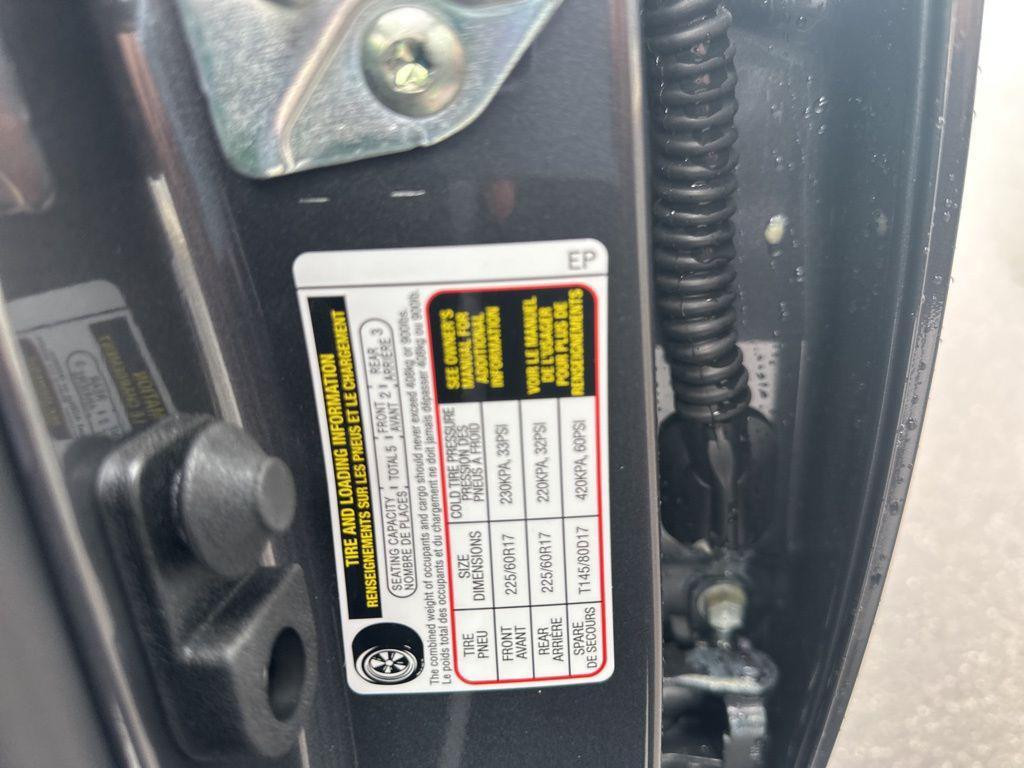 EP
TIRE AND LOADING INFORMATION
RENSEIGNEMENTS SUR LES PNEUS ET LE CHARGEMENT
SEATING CAPACITY TOTAL 5 FRONT 2 REAR 3
NOMBRE DE PLACES AVANT ARRIÈRE
The combined weight of occupants and cargo should never exceed 408kg or 900lbs.
Le poids total des occupants et du chargement ne doit jamais dépasser 408kg ou 900lb.
TIRE SIZE COLD TIRE PRESSURE
PNEU DIMENSIONS PRESSION DES
PNEUS À FROID
FRONT 225/60R17 230KPA, 33PSI
AVANT
REAR 225/60R17 220KPA, 32PSI
ARRIÈRE
SPARE T145/80D17 420KPA, 60PSI
DE SECOURS
SEE OWNER'S
MANUAL FOR
ADDITIONAL
INFORMATION
VOIR LE MANUEL
DE L'USAGER
POUR PLUS DE
RENSEIGNEMENTS